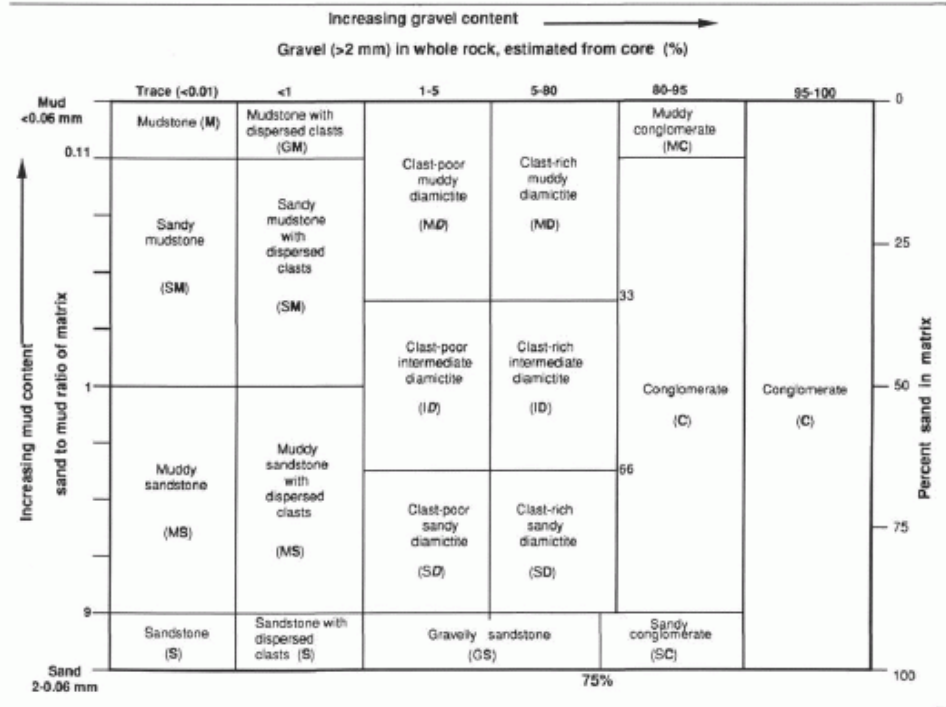 Increasing gravel content
Gravel (>2 mm) in whole rock, estimated from core (%)
Trace (<0.01)
<1
1-5
5-80
80-95
95-100
Mud
<0.06 mm
0.11
1
9
Sand
2-0.06 mm
Increasing mud content
sand to mud ratio of matrix
Mudstone (M)
Mudstone with
dispersed clasts
(GM)
Clast-poor
muddy
diamictite
(MD)
Clast-rich
muddy
diamictite
(MD)
Muddy
conglomerate
(MC)
Sandy
mudstone
(SM)
Sandy
mudstone
with
dispersed
clasts
(SM)
33
Clast-poor
intermediate
diamictite
(ID)
Clast-rich
intermediate
diamictite
(ID)
Conglomerate
(C)
Conglomerate
(C)
66
Muddy
sandstone
(MS)
Muddy
sandstone
with
dispersed
clasts
(MS)
Clast-poor
sandy
diamictite
(SD)
Clast-rich
sandy
diamictite
(SD)
Sandstone
(S)
Sandstone with
dispersed
clasts (S)
Gravelly sandstone
(GS)
Sandy
conglomerate
(SC)
75%
0
25
50
75
100
Percent sand in matrix